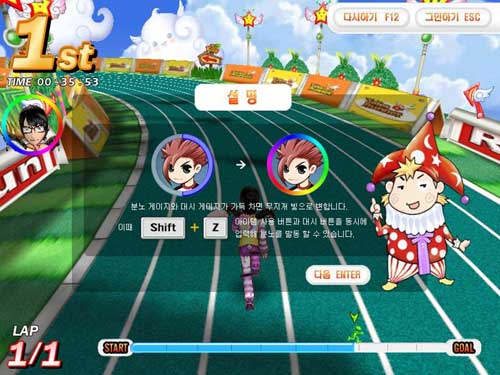 1st
다시하기 F12
그만하기 ESC
TIME 00-35-53
설 명
분노 게이지와 대시 게이지가 가득 차면 무지개 빛으로 변합니다.
이때 Shift + Z 아이템 사용 버튼과 대시 버튼을 동시에
입력해 분노를 발동 할 수 있습니다.
다음 ENTER
LAP
1/1
START
GOAL